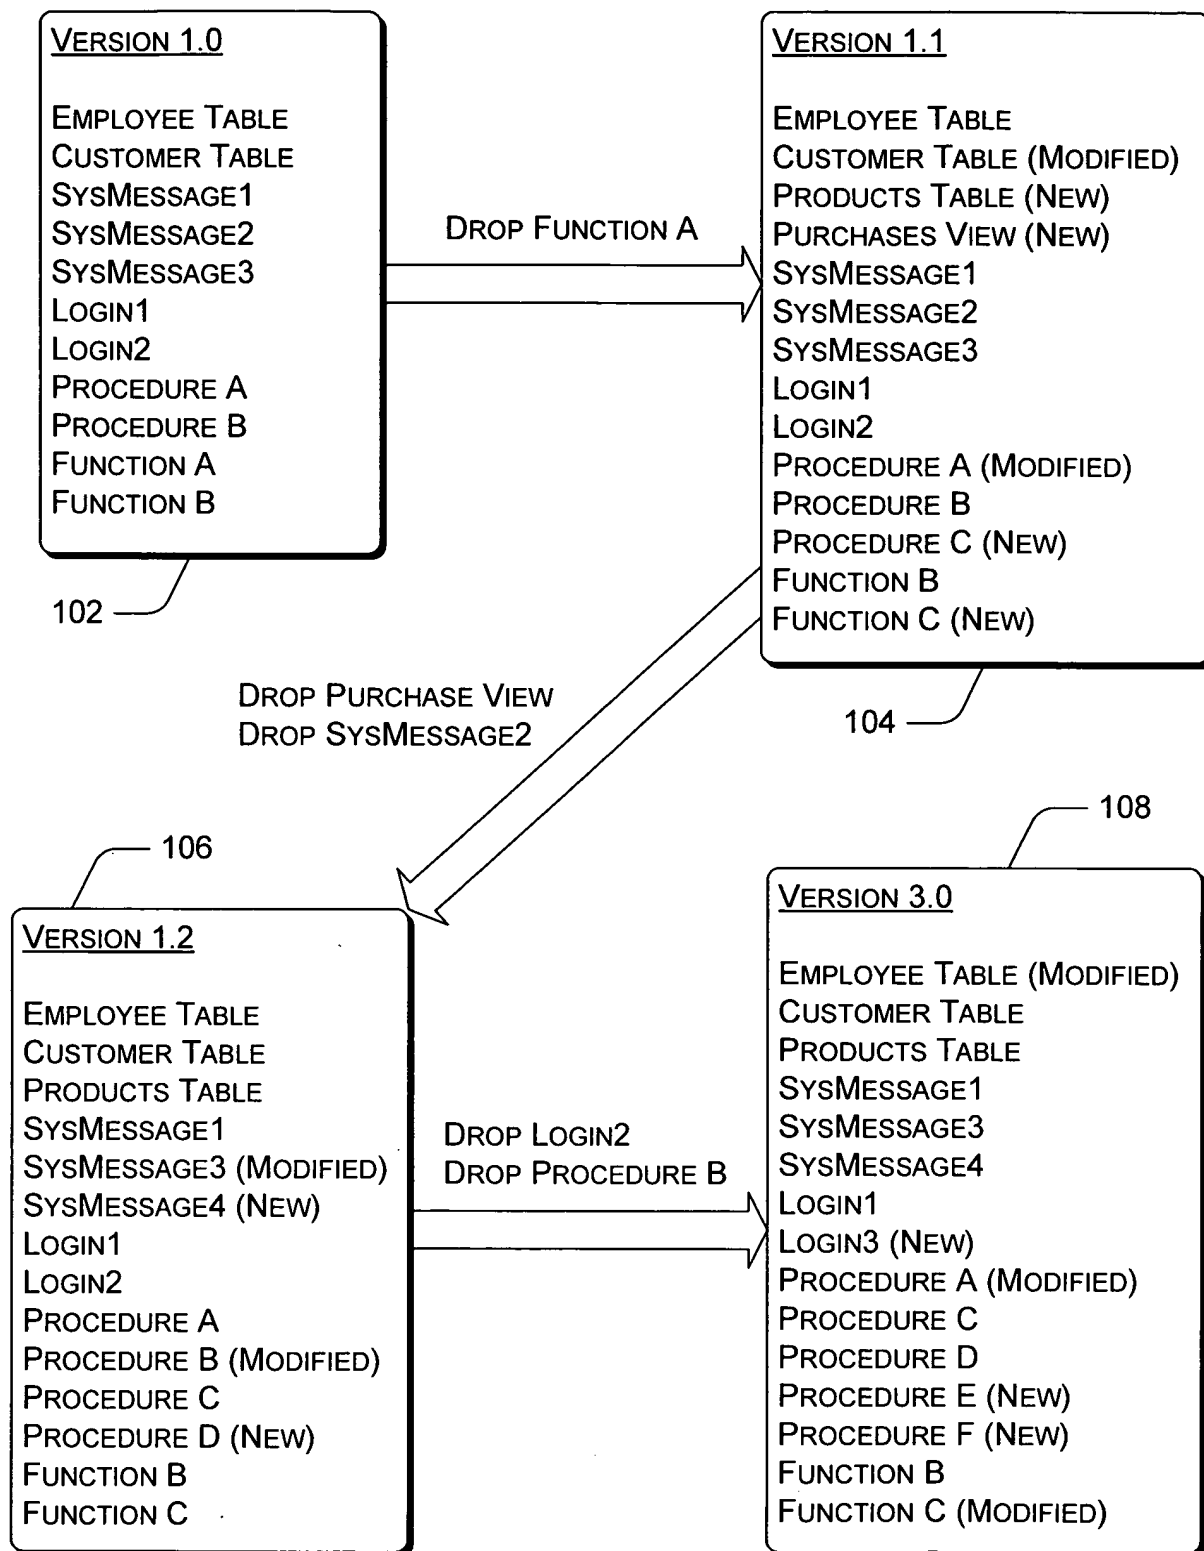 VERSION 1.0
EMPLOYEE TABLE
CUSTOMER TABLE
SYSMESSAGE1
SYSMESSAGE2
SYSMESSAGE3
LOGIN1
LOGIN2
PROCEDURE A
PROCEDURE B
FUNCTION A
FUNCTION B
102
DROP FUNCTION A
VERSION 1.1
EMPLOYEE TABLE
CUSTOMER TABLE (MODIFIED)
PRODUCTS TABLE (NEW)
PURCHASES VIEW (NEW)
SYSMESSAGE1
SYSMESSAGE2
SYSMESSAGE3
LOGIN1
LOGIN2
PROCEDURE A (MODIFIED)
PROCEDURE B
PROCEDURE C (NEW)
FUNCTION B
FUNCTION C (NEW)
104
DROP PURCHASE VIEW
DROP SYSMESSAGE2
106
VERSION 1.2
EMPLOYEE TABLE
CUSTOMER TABLE
PRODUCTS TABLE
SYSMESSAGE1
SYSMESSAGE3 (MODIFIED)
SYSMESSAGE4 (NEW)
LOGIN1
LOGIN2
PROCEDURE A
PROCEDURE B (MODIFIED)
PROCEDURE C
PROCEDURE D (NEW)
FUNCTION B
FUNCTION C
DROP LOGIN2
DROP PROCEDURE B
108
VERSION 3.0
EMPLOYEE TABLE (MODIFIED)
CUSTOMER TABLE
PRODUCTS TABLE
SYSMESSAGE1
SYSMESSAGE3
SYSMESSAGE4
LOGIN1
LOGIN3 (NEW)
PROCEDURE A (MODIFIED)
PROCEDURE C
PROCEDURE D
PROCEDURE E (NEW)
PROCEDURE F (NEW)
FUNCTION B
FUNCTION C (MODIFIED)